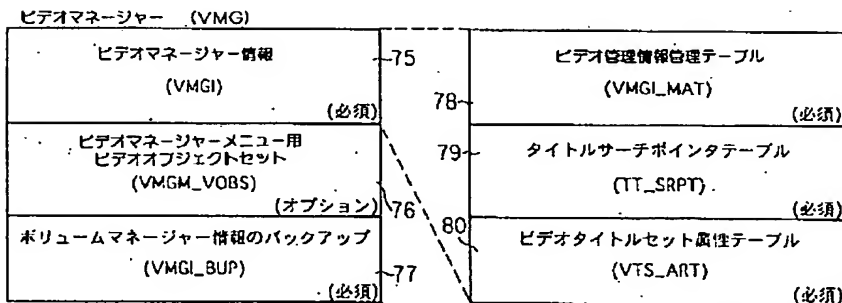 ビデオマネージャー (VMG)
ビデオマネージャー情報
(VMGI)
(必須)
75
ビデオマネージャーメニュー用
ビデオオブジェクトセット
(VMGM_VOBS)
(オプション)
76
ボリュームマネージャー情報のバックアップ
(VMGI_BUP)
(必須)
77
ビデオ管理情報管理テーブル
(VMGI_MAT)
(必須)
78
タイトルサーチポインタテーブル
(TT_SRPT)
(必須)
79
ビデオタイトルセット属性テーブル
(VTS_ART)
(必須)
80